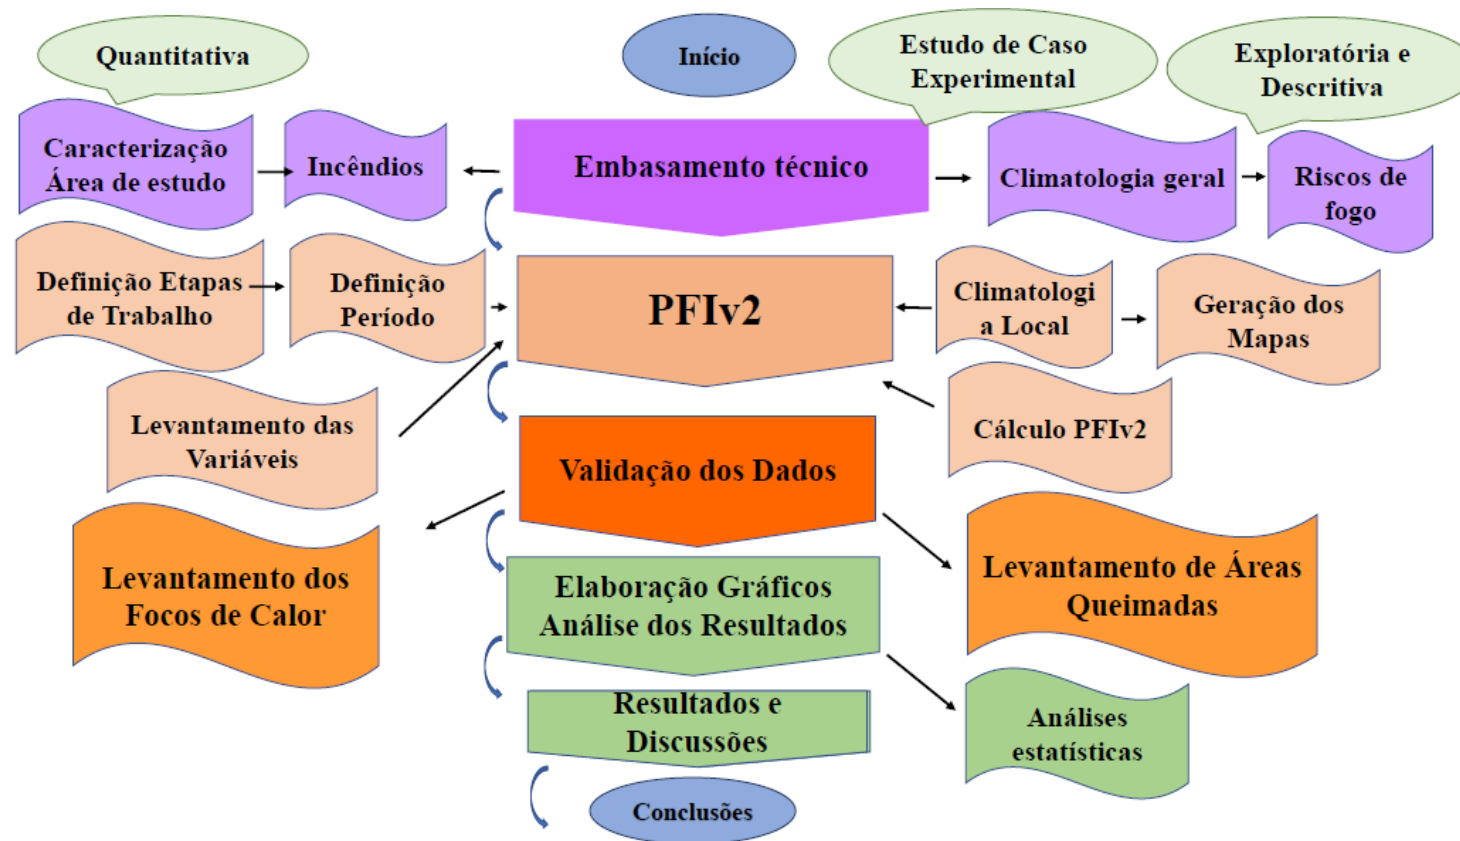 Quantitativa
Início
Estudo de Caso
Experimental
Exploratória e
Descritiva
Caracterização
Área de estudo
Incêndios
Embasamento técnico
Climatologia geral
Riscos de
fogo
Definição Etapas
de Trabalho
Definição
Período
PFIv2
Climatologi
a Local
Geração dos
Mapas
Levantamento das
Variáveis
Cálculo PFIv2
Validação dos Dados
Levantamento dos
Focos de Calor
Levantamento de Áreas
Queimadas
Elaboração Gráficos
Análise dos Resultados
Resultados e
Discussões
Análises
estatísticas
Conclusões